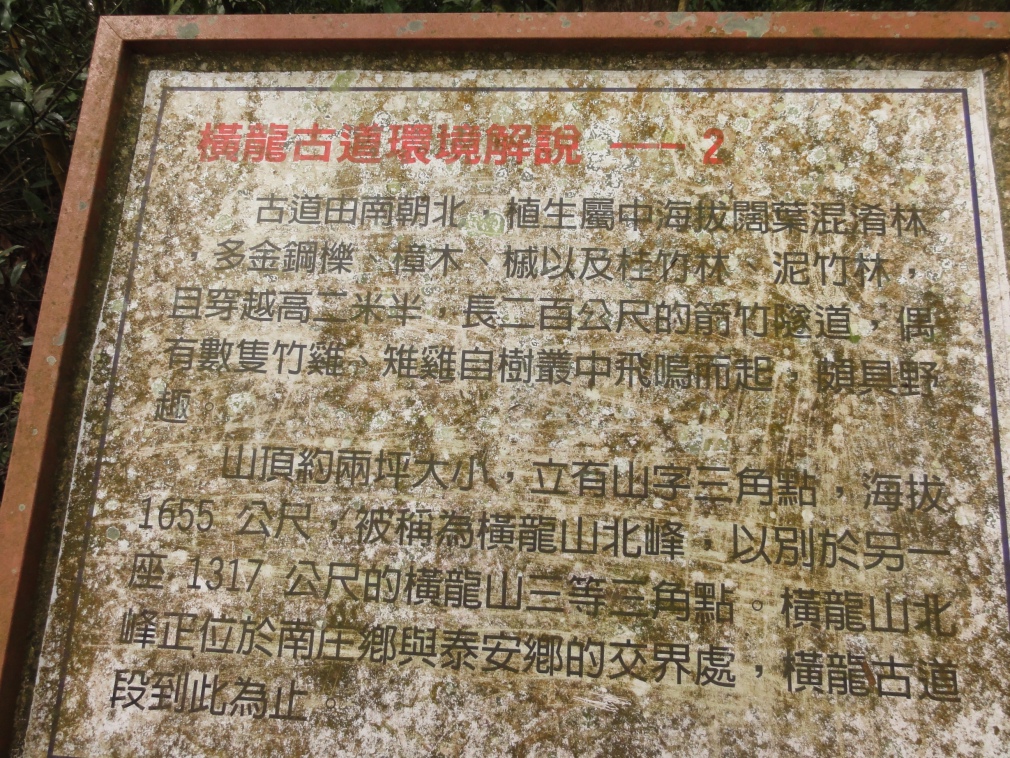 橫龍古道環境解說 —— 2
古道由南朝北，植生屬中海拔闊葉混淆林
，多金鋼櫟、樟木、槭以及桂竹林、泥竹林，
且穿越高二米半，長二百公尺的箭竹隧道，偶
有數隻竹雞、雉雞自樹叢中飛鳴而起，頗具野
趣。
山頂約兩坪大小，立有山字三角點，海拔
1655 公尺，被稱為橫龍山北峰，以別於另一
座 1317 公尺的橫龍山三等三角點。橫龍山北
峰正位於南庄鄉與泰安鄉的交界處，橫龍古道
段到此為止。